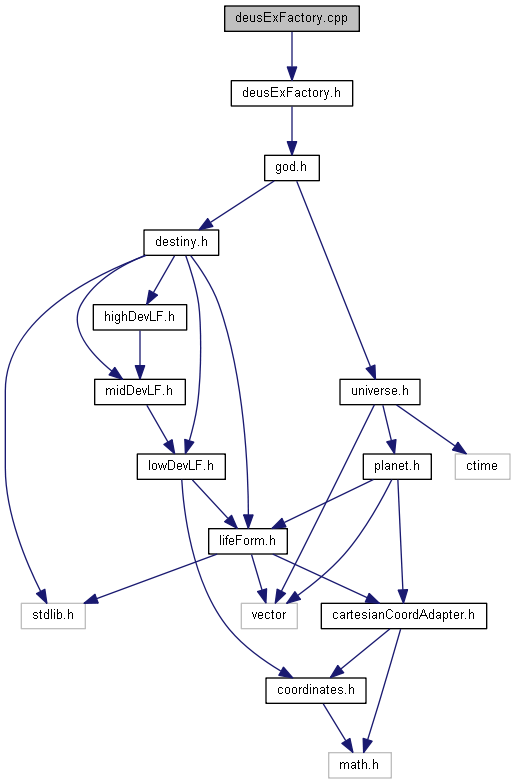 deusExFactory.cpp
deusExFactory.h
god.h
destiny.h
highDevLF.h
midDevLF.h
universe.h
lowDevLF.h
planet.h
ctime
lifeForm.h
stdlib.h
vector
cartesianCoordAdapter.h
coordinates.h
math.h